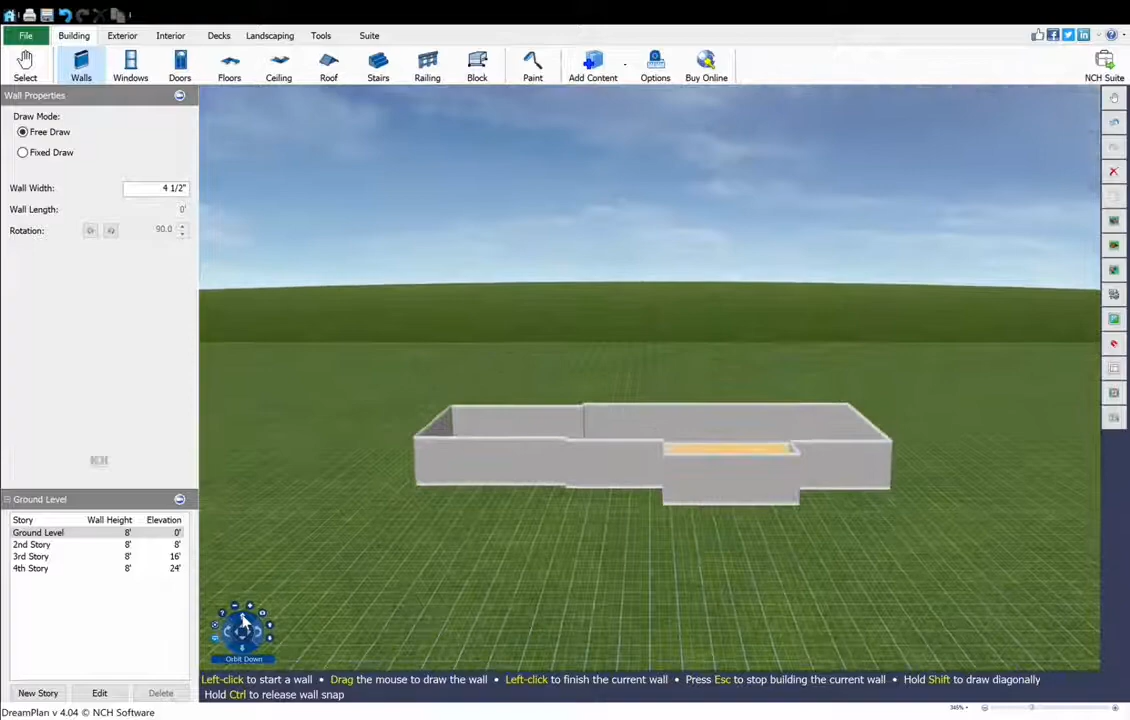 File Building Exterior Interior Decks Landscaping Tools Suite
Select Walls Windows Doors Floors Ceiling Roof Stairs Railing Block Paint Add Content Options Buy Online NCH Suite
Wall Properties
Draw Mode:
Free Draw
Fixed Draw
Wall Width: 4 1/2"
Wall Length: 0'
Rotation: 90.0
NCH
Ground Level
Story Wall Height Elevation
Ground Level 8' 0'
2nd Story 8' 8'
3rd Story 8' 16'
4th Story 8' 24'
Orbit Down
Left-click to start a wall • Drag the mouse to draw the wall • Left-click to finish the current wall • Press Esc to stop building the current wall • Hold Shift to draw diagonally
Hold Ctrl to release wall snap
New Story Edit Delete
DreamPlan v 4.04 © NCH Software